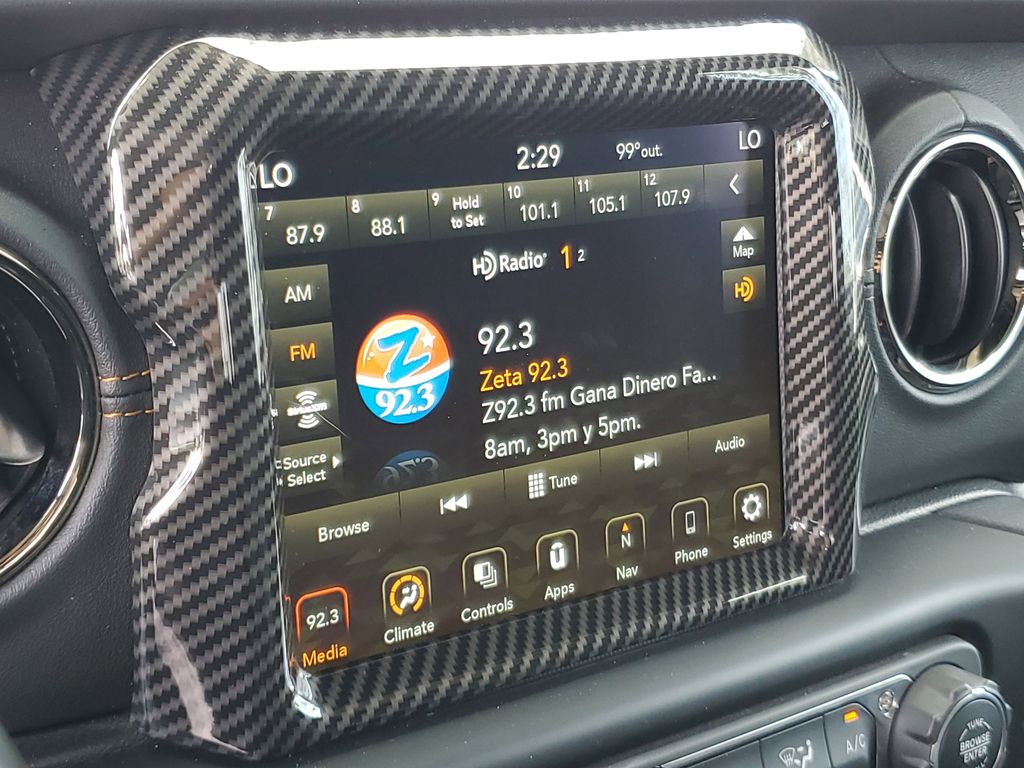 LO
2:29
99° out.
LO
7
87.9
8
88.1
9
Hold
to Set
10
101.1
11
105.1
12
107.9
HD Radio
1 2
Map
HD
AM
FM
SiriusXM
Source
Select
Z
92.3
92.3
Zeta 92.3
Z92.3 fm Gana Dinero Fa...
8am, 3pm y 5pm.
Browse
Tune
Audio
92.3
Media
Climate
Controls
Apps
N
Nav
Phone
Settings
A/C
TUNE
BROWSE
ENTER